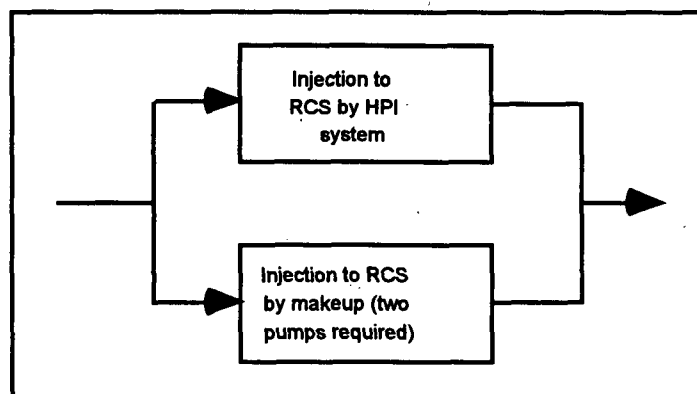 Injection to
RCS by HPI
system
Injection to RCS
by makeup (two
pumps required)